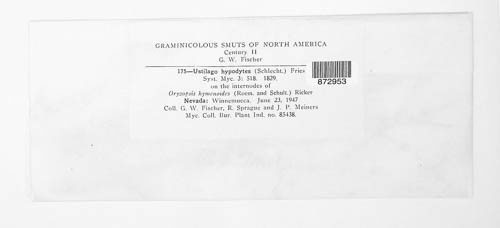 GRAMINICOLOUS SMUTS OF NORTH AMERICA
Century II
G. W. Fischer
175—Ustilago hypodytes (Schlecht.) Fries
Syst. Myc. 3: 518. 1829.
on the internodes of
Oryzopsis hymenoides (Roem. and Schult.) Ricker
Nevada: Winnemucca. June 23, 1947
Coll. G. W. Fischer, R. Sprague and J. P. Meiners
Myc. Coll. Bur. Plant Ind. no. 85438.
872953